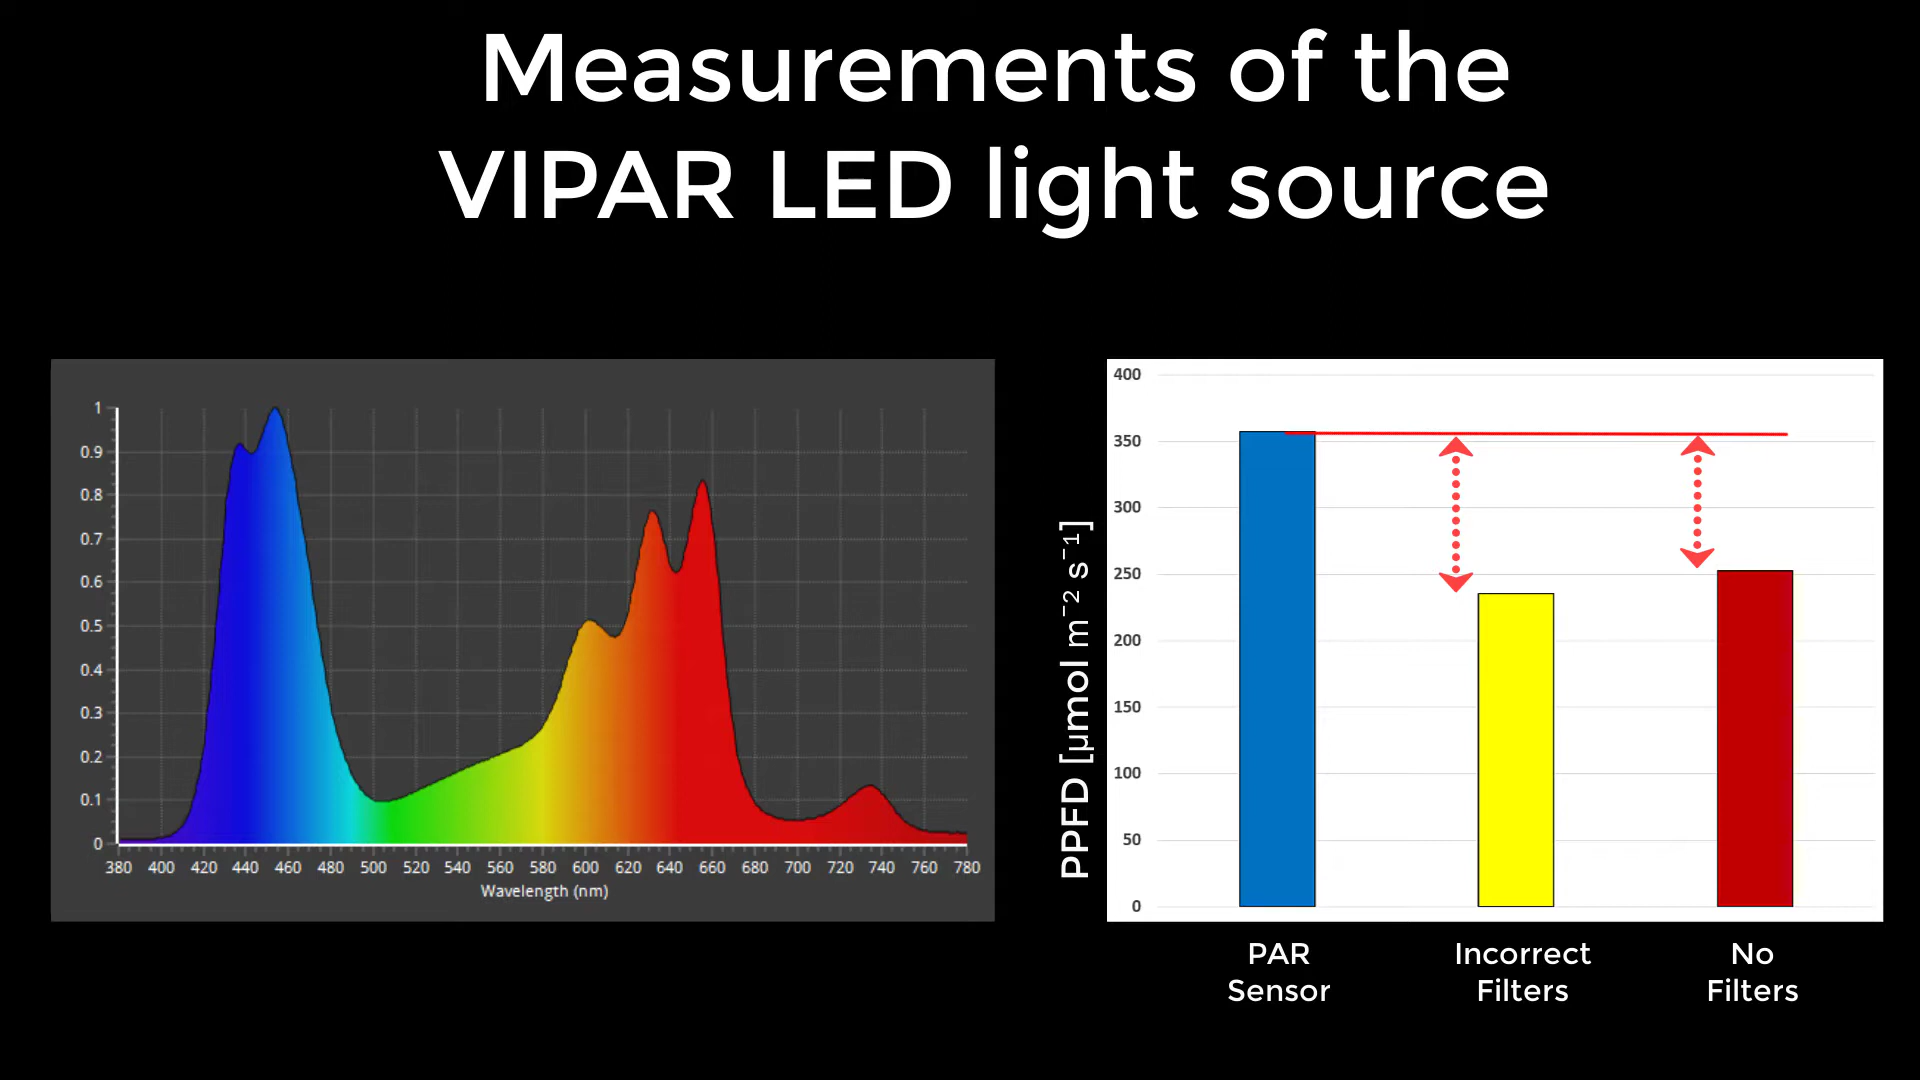 Measurements of the
VIPAR LED light source
1
0.9
0.8
0.7
0.6
0.5
0.4
0.3
0.2
0.1
0
380 400 420 440 460 480 500 520 540 560 580 600 620 640 660 680 700 720 740 760 780
Wavelength (nm)
PPFD [µmol m⁻² s⁻¹]
400
350
300
250
200
150
100
50
0
PAR
Sensor
Incorrect
Filters
No
Filters